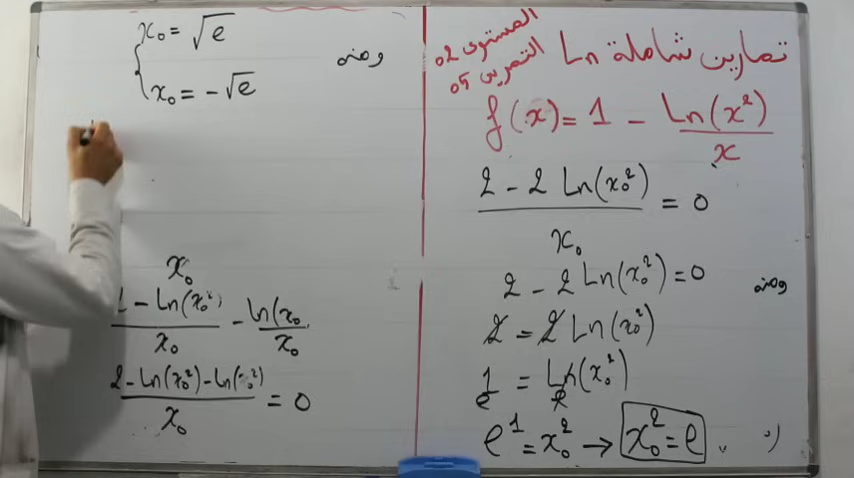 تمارين شاملة Ln
المستوى 02
التمرين 05
f(x) = 1 - Ln(x²)/x
(2 - 2 Ln(x₀²))/x₀ = 0
ومنه 2 - 2 Ln(x₀²) = 0
2 = 2 Ln(x₀²)
1 = Ln(x₀²)
e e
e¹ = x₀² → x₀² = e
ومنه { x₀ = √e
x₀ = -√e
x₀
- Ln(x₀²)/x₀ - Ln(x₀/x₀
(2 - Ln(x₀²) - Ln(x₀²))/x₀ = 0